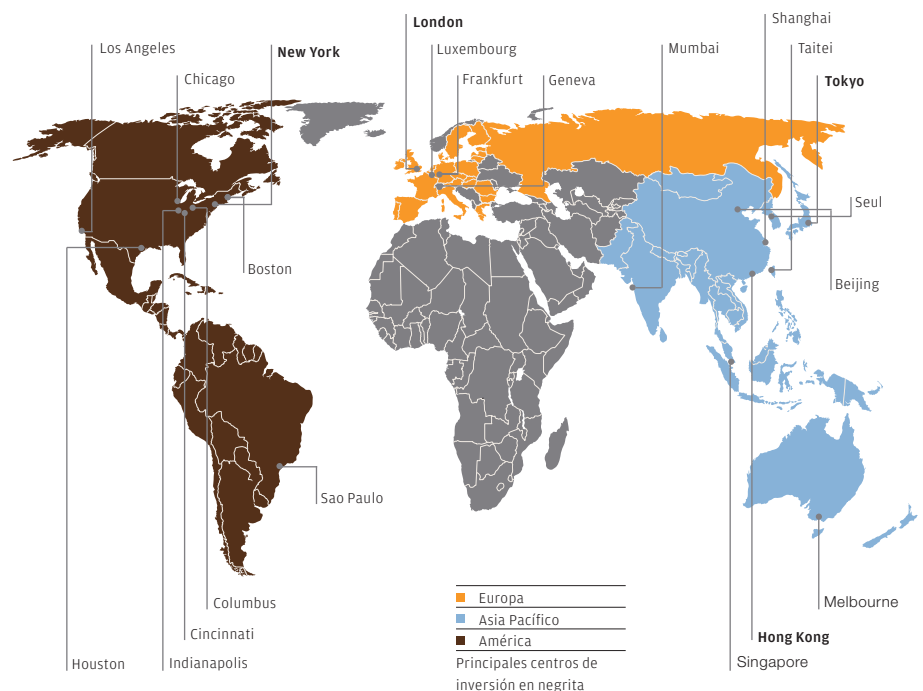 London
Shanghai
Los Angeles
New York
Luxembourg
Mumbai
Taitei
Chicago
Frankfurt
Geneva
Tokyo
Seul
Boston
Beijing
Sao Paulo
Columbus
Cincinnati
Houston
Indianapolis
Melbourne
Hong Kong
Singapore
Europa
Asia Pacífico
América
Principales centros de
inversión en negrita